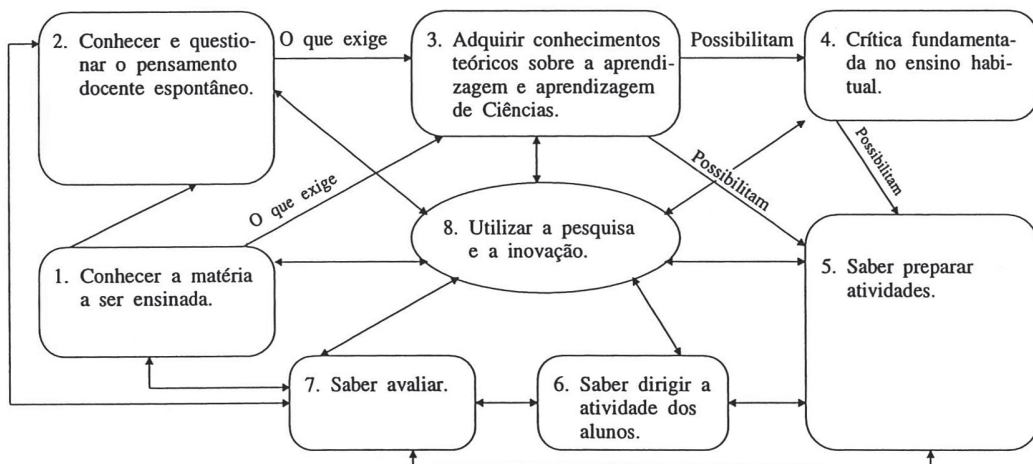 2. Conhecer e questio-
nar o pensamento
docente espontâneo.
O que exige
3. Adquirir conhecimentos
teóricos sobre a aprendi-
zagem e aprendizagem
de Ciências.
Possibilitam
4. Crítica fundamenta-
da no ensino habi-
tual.
Possibilitam
Possibilitam
O que exige
8. Utilizar a pesquisa
e a inovação.
1. Conhecer a matéria
a ser ensinada.
5. Saber preparar
atividades.
7. Saber avaliar.
6. Saber dirigir a
atividade dos
alunos.